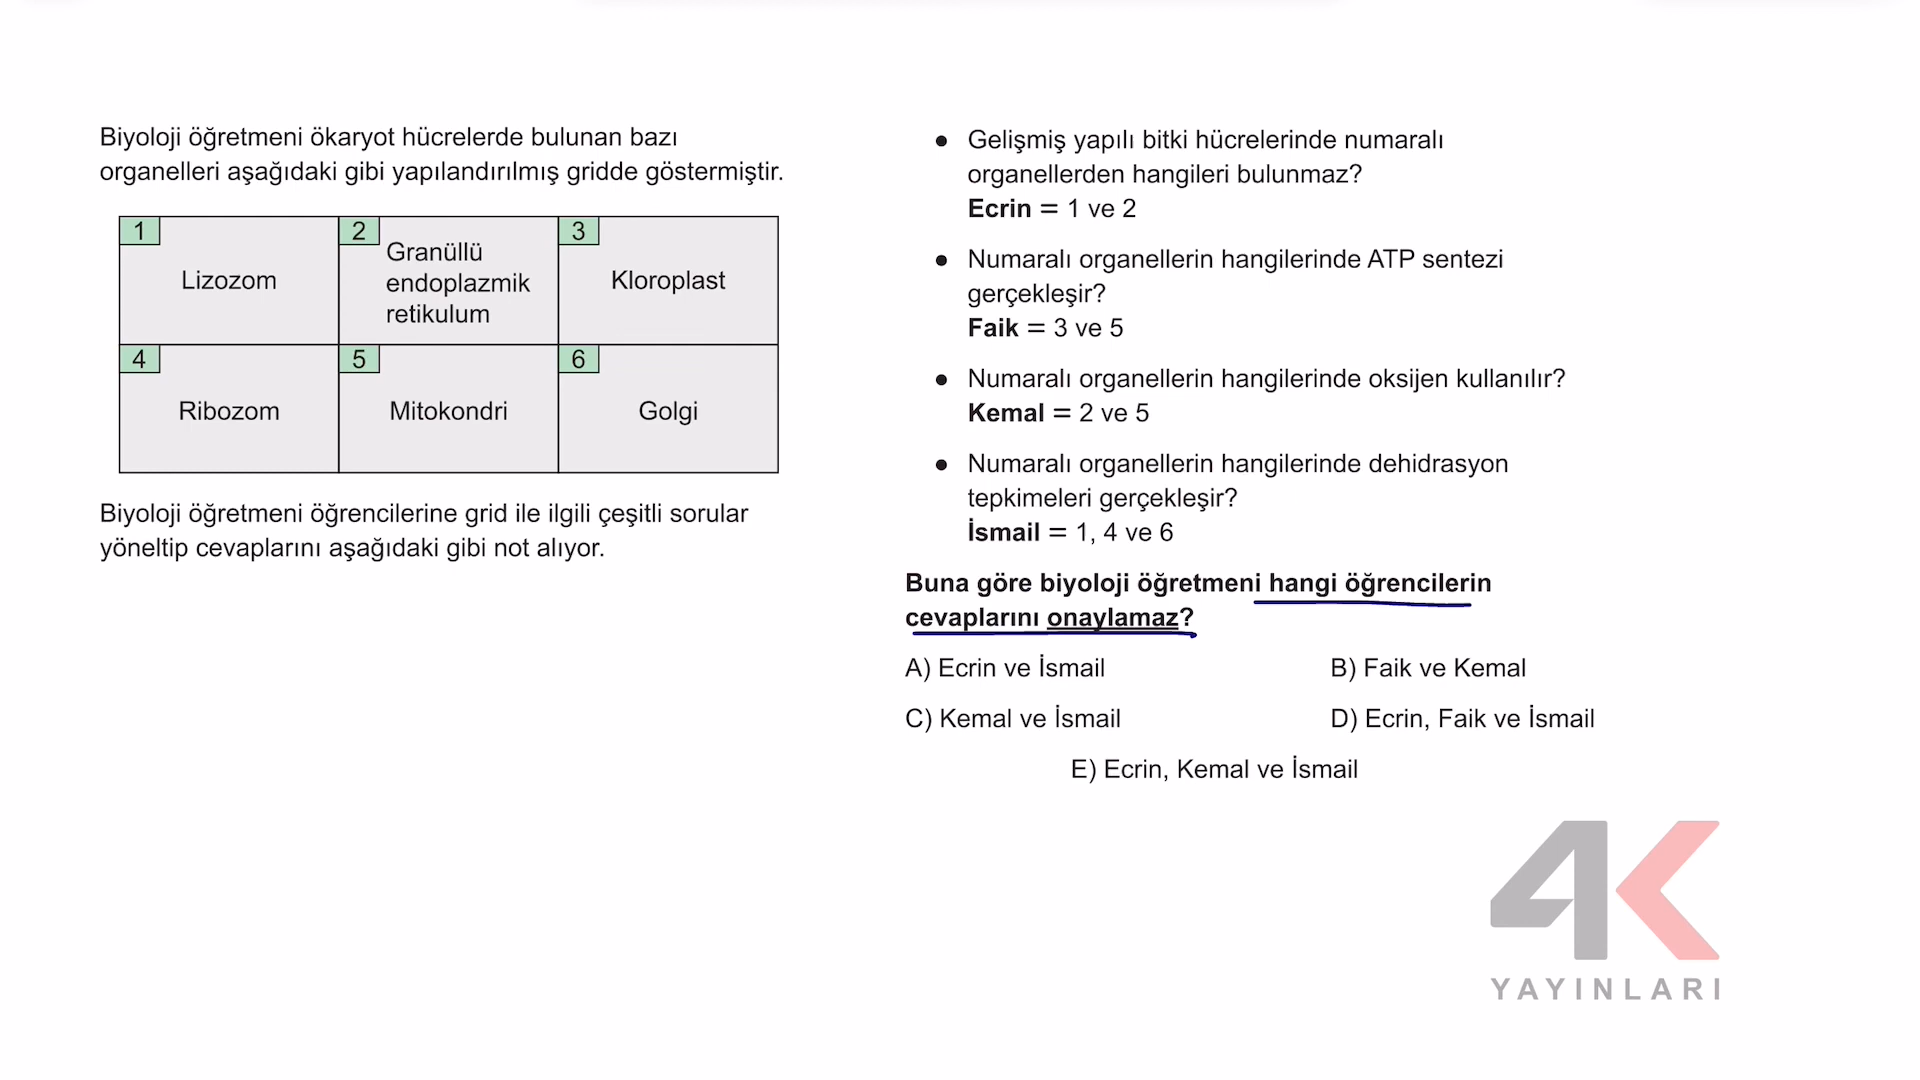 Biyoloji öğretmeni ökaryot hücrelerde bulunan bazı
organelleri aşağıdaki gibi yapılandırılmış gridde göstermiştir.
1
Lizozom
2
Granüllü
endoplazmik
retikulum
3
Kloroplast
4
Ribozom
5
Mitokondri
6
Golgi
Biyoloji öğretmeni öğrencilerine grid ile ilgili çeşitli sorular
yöneltip cevaplarını aşağıdaki gibi not alıyor.
● Gelişmiş yapılı bitki hücrelerinde numaralı
organellerden hangileri bulunmaz?
Ecrin = 1 ve 2
● Numaralı organellerin hangilerinde ATP sentezi
gerçekleşir?
Faik = 3 ve 5
● Numaralı organellerin hangilerinde oksijen kullanılır?
Kemal = 2 ve 5
● Numaralı organellerin hangilerinde dehidrasyon
tepkimeleri gerçekleşir?
İsmail = 1, 4 ve 6
Buna göre biyoloji öğretmeni hangi öğrencilerin
cevaplarını onaylamaz?
A) Ecrin ve İsmail
B) Faik ve Kemal
C) Kemal ve İsmail
D) Ecrin, Faik ve İsmail
E) Ecrin, Kemal ve İsmail
4K
YAYINLARI